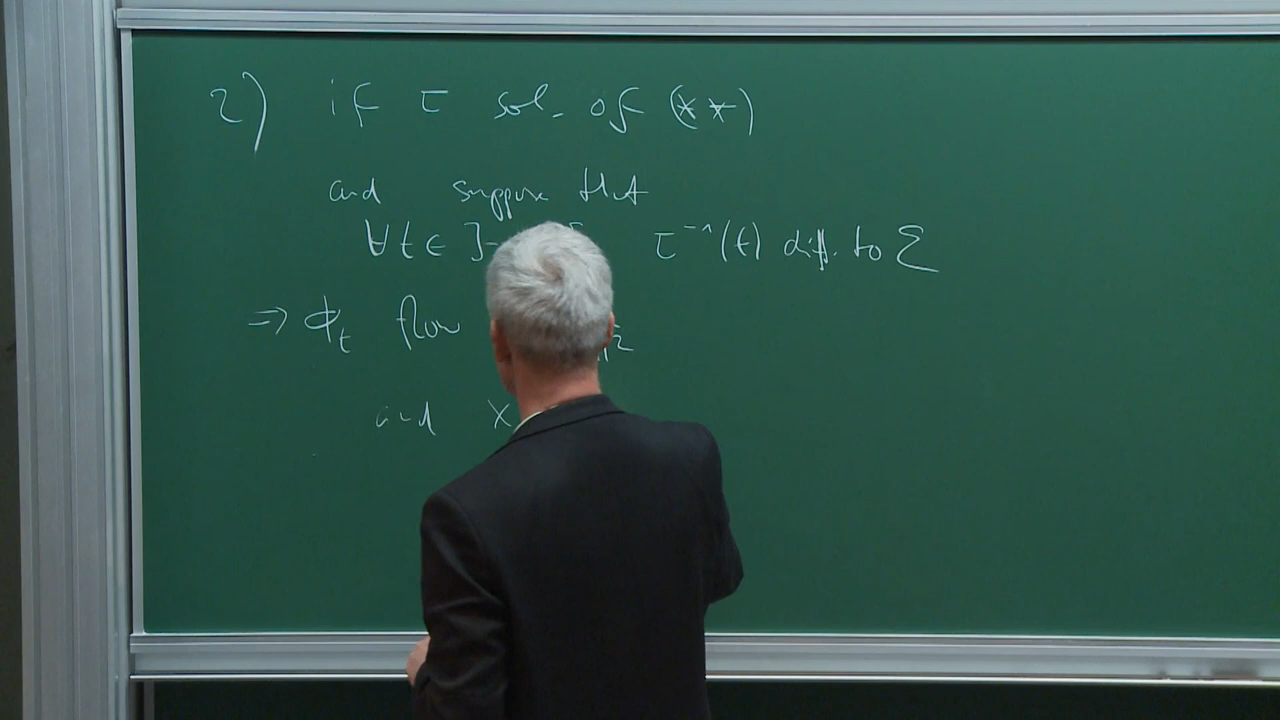 2) if τ sol. of (**)
and suppose that
∀t ∈ ]- τ⁻¹(t) diff. to Σ
⇒ ϕₜ flow
and X